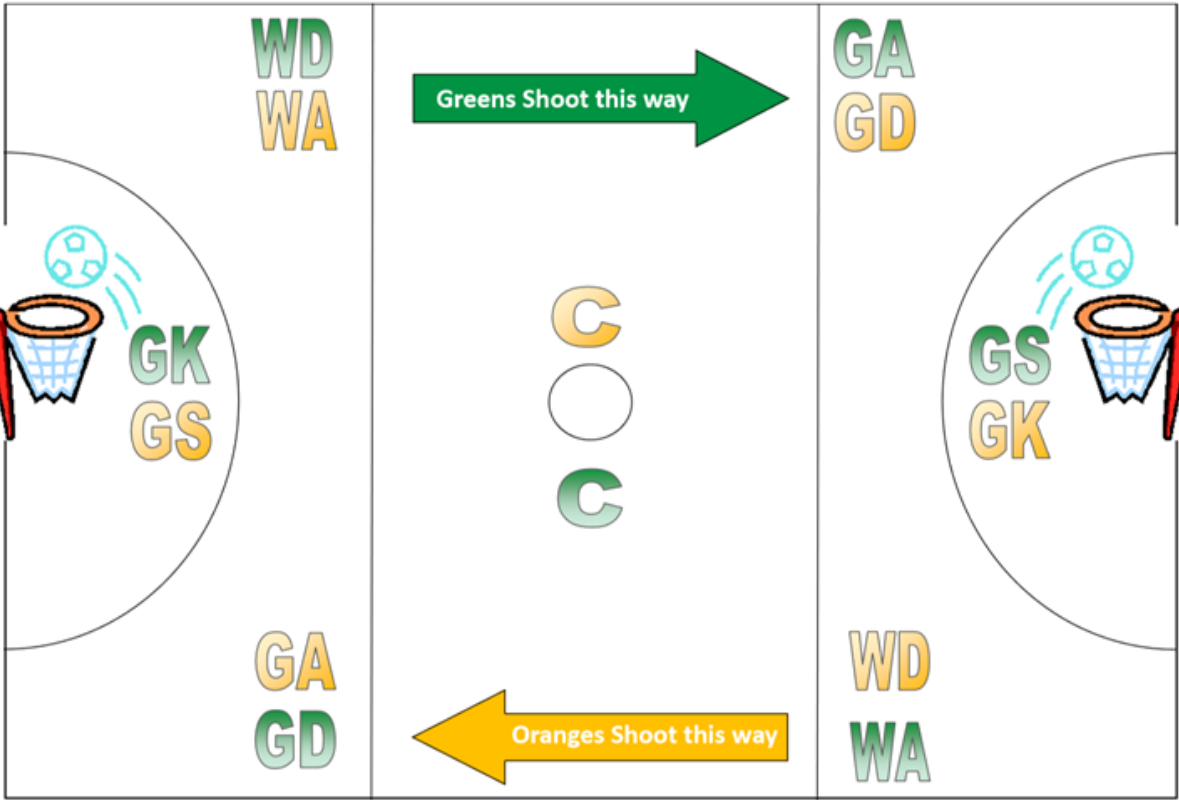 WD
WA
Greens Shoot this way
GA
GD
GK
GS
C
C
GS
GK
GA
GD
Oranges Shoot this way
WD
WA